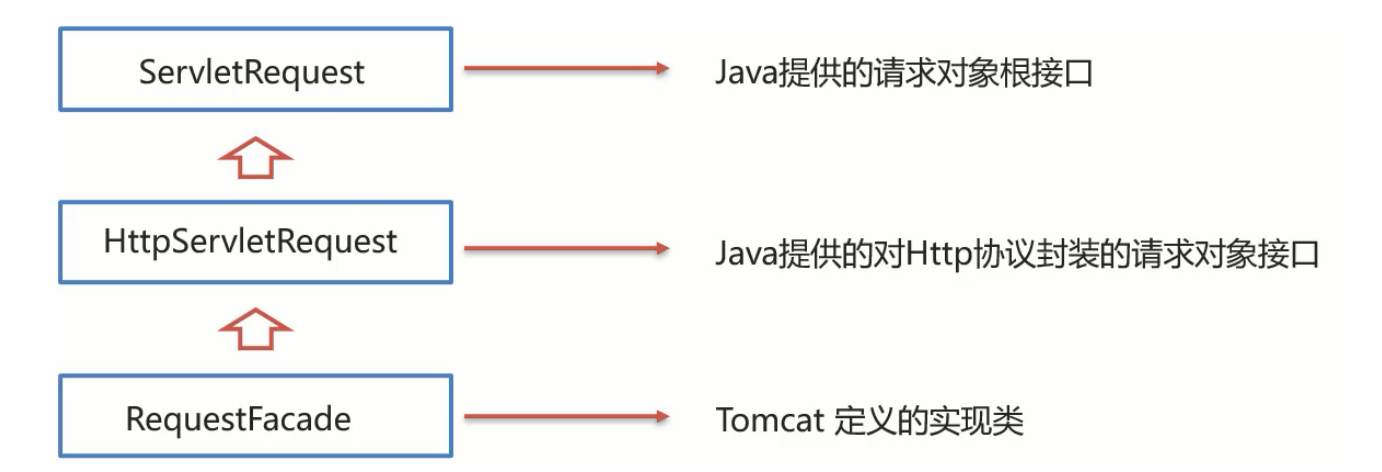 ServletRequest
Java提供的请求对象根接口
HttpServletRequest
Java提供的对Http协议封装的请求对象接口
RequestFacade
Tomcat 定义的实现类